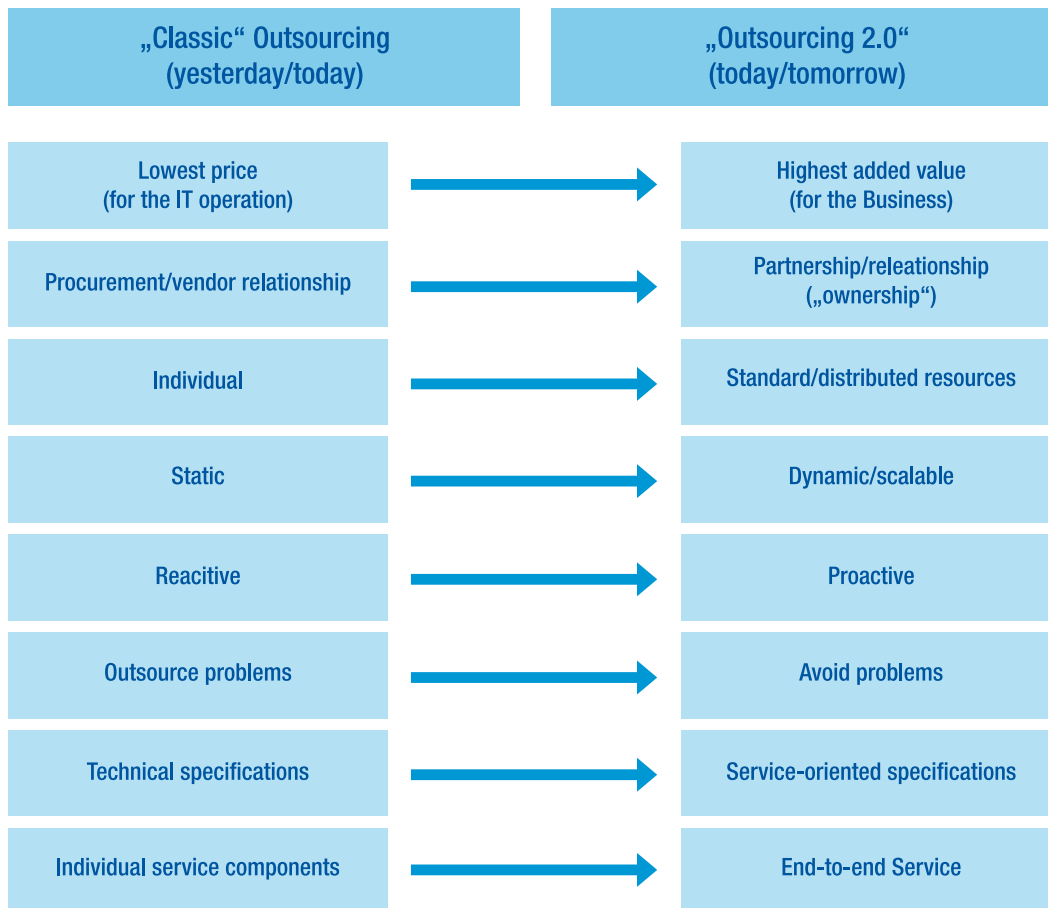 „Classic“ Outsourcing
(yesterday/today)
„Outsourcing 2.0“
(today/tomorrow)
Lowest price
(for the IT operation)
Highest added value
(for the Business)
Procurement/vendor relationship
Partnership/releationship
(„ownership“)
Individual
Standard/distributed resources
Static
Dynamic/scalable
Reacitive
Proactive
Outsource problems
Avoid problems
Technical specifications
Service-oriented specifications
Individual service components
End-to-end Service